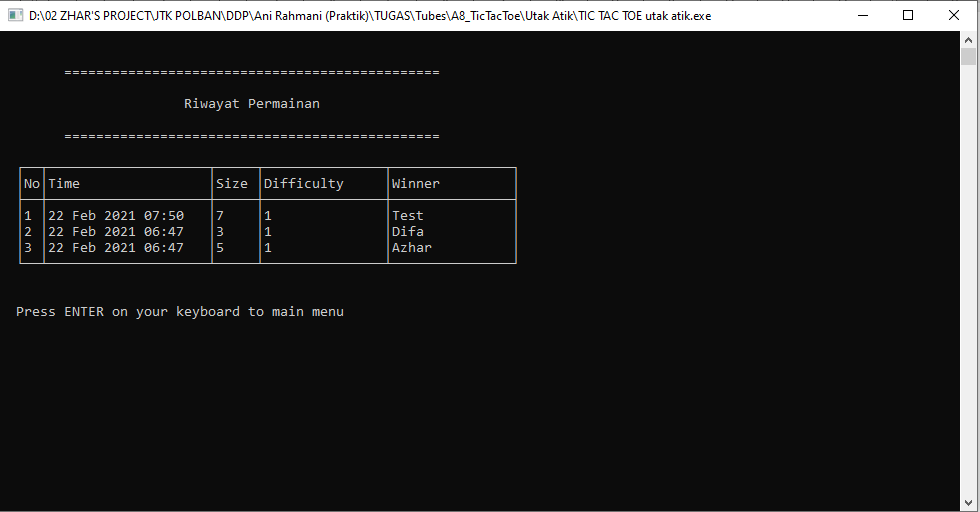 D:\02 ZHAR'S PROJECT\JTK POLBAN\DDP\Ani Rahmani (Praktik)\TUGAS\Tubes\A8_TicTacToe\Utak Atik\TIC TAC TOE utak atik.exe
===============================================
Riwayat Permainan
===============================================
No Time Size Difficulty Winner
1 22 Feb 2021 07:50 7 1 Test
2 22 Feb 2021 06:47 3 1 Difa
3 22 Feb 2021 06:47 5 1 Azhar
Press ENTER on your keyboard to main menu